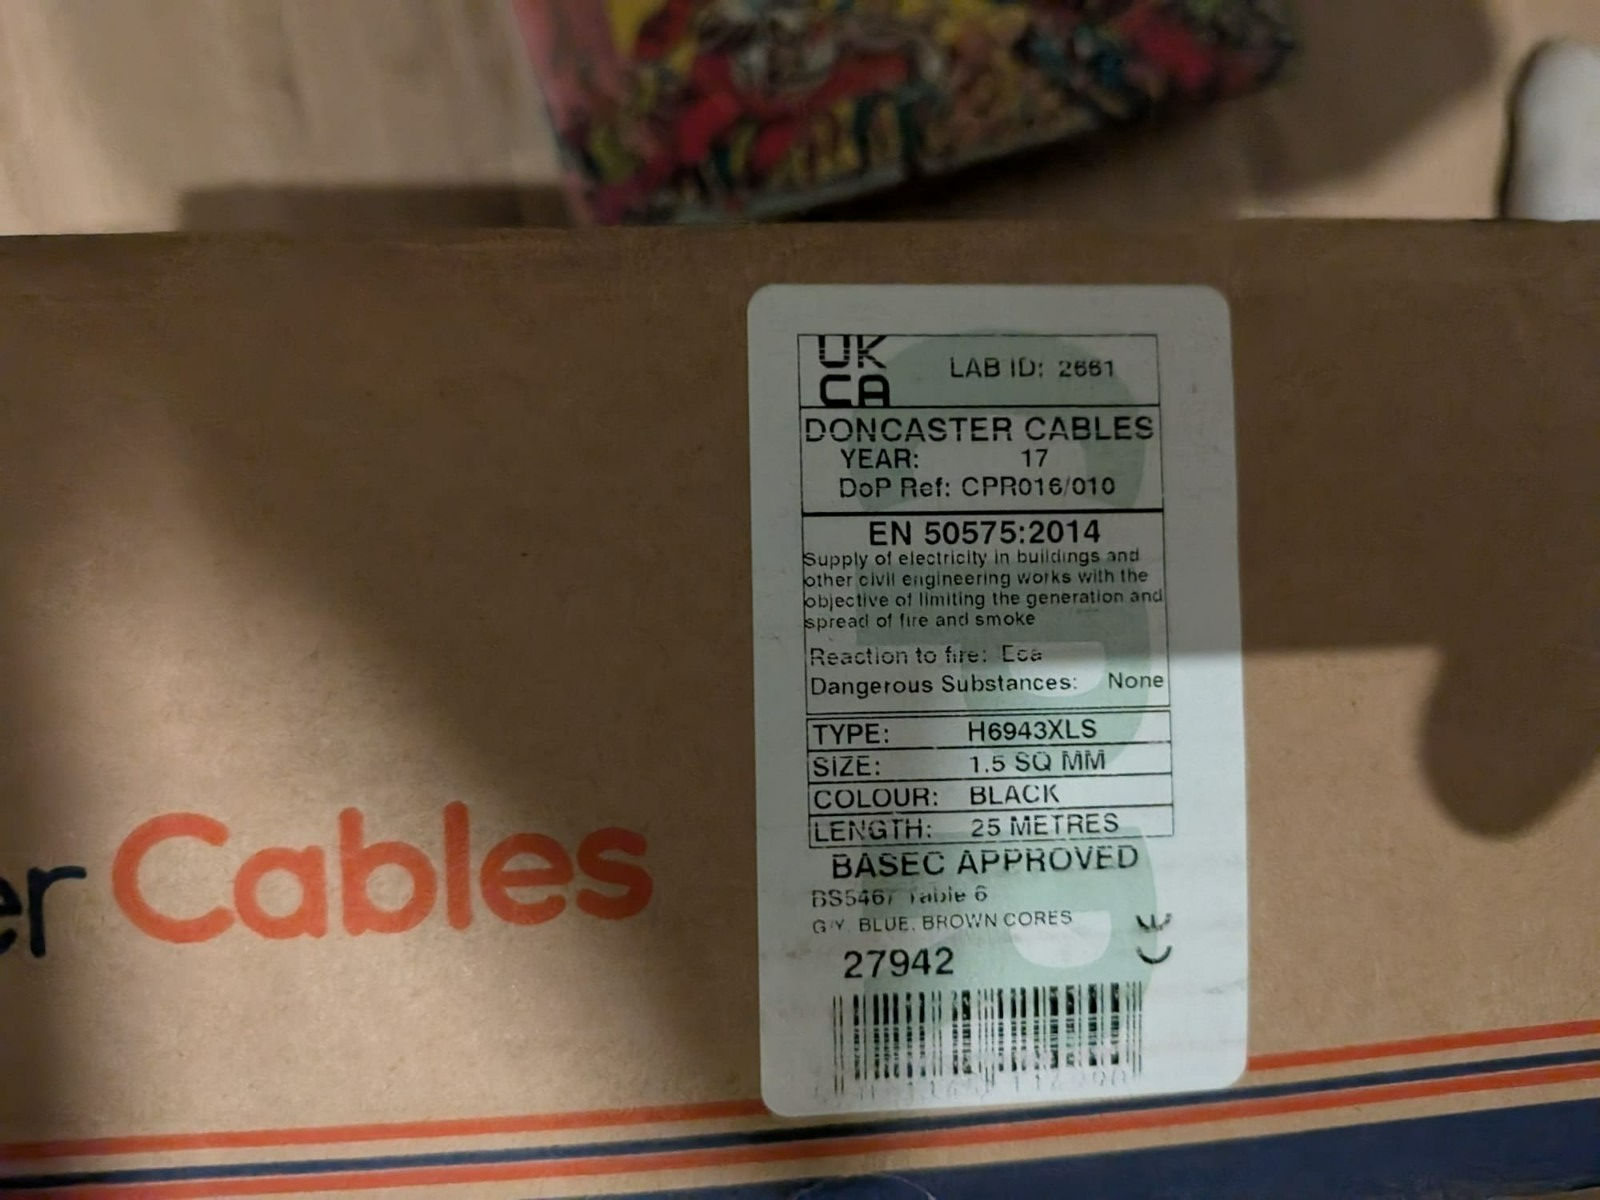 UK
CA
LAB ID: 2661
DONCASTER CABLES
YEAR: 17
DoP Ref: CPR016/010
EN 50575:2014
Supply of electricity in buildings and
other civil engineering works with the
objective of limiting the generation and
spread of fire and smoke
Reaction to fire: Eca
Dangerous Substances: None
TYPE: H6943XLS
SIZE: 1.5 SQ MM
COLOUR: BLACK
LENGTH: 25 METRES
BASEC APPROVED
BS5467 Table 6
G/Y, BLUE, BROWN CORES
CE
27942
er Cables